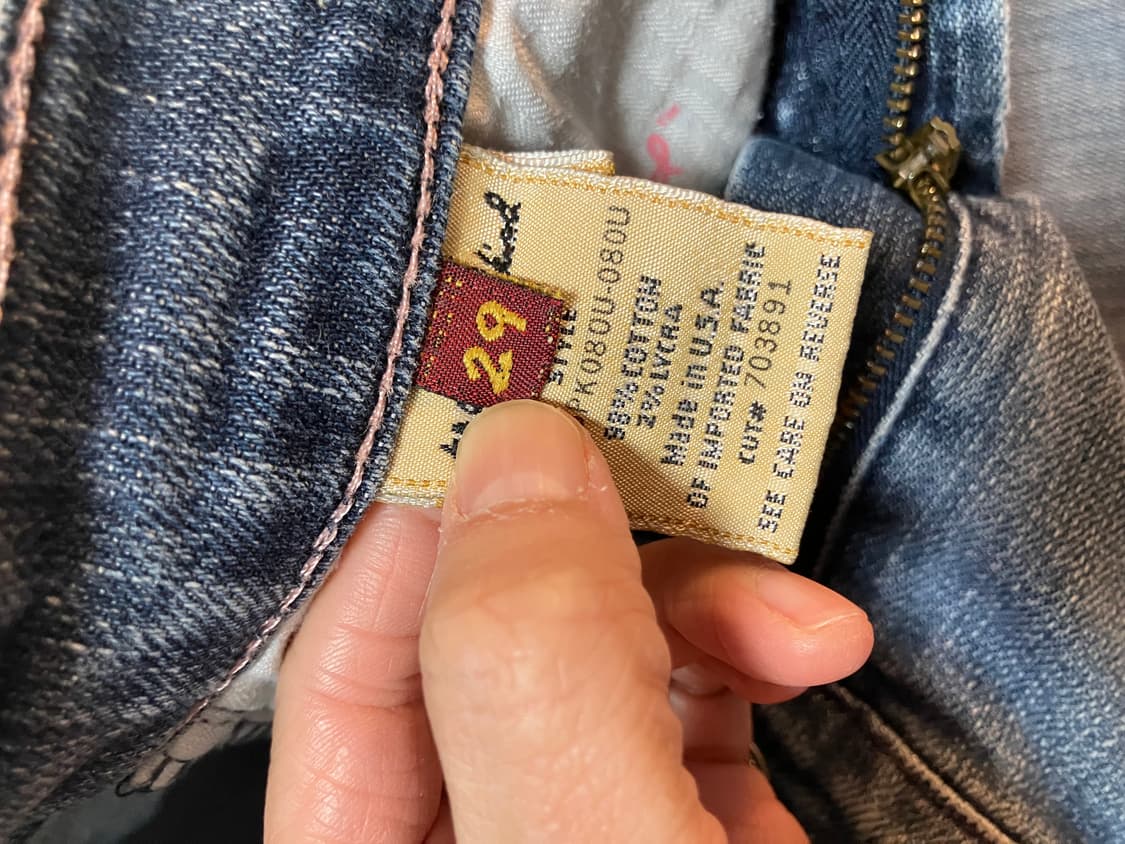 29
STYLE
PK080U-080U
98% COTTON
2% LYCRA
Made in U.S.A.
OF IMPORTED FABRIC
CUT# 703891
SEE CARE ON REVERSE